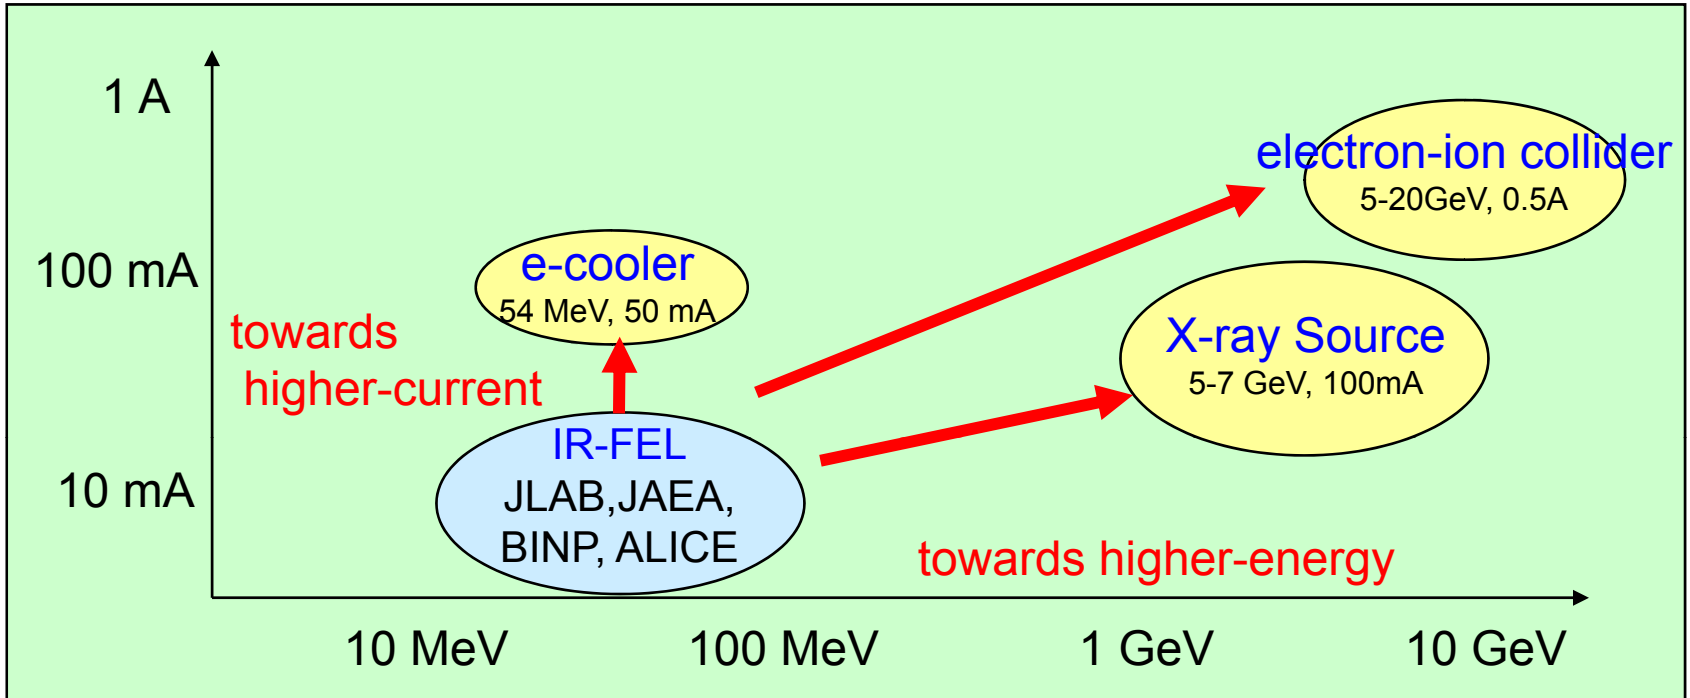 1 A
electron-ion collider
5-20GeV, 0.5A
100 mA
e-cooler
54 MeV, 50 mA
towards
higher-current
X-ray Source
5-7 GeV, 100mA
10 mA
IR-FEL
JLAB,JAEA,
BINP, ALICE
towards higher-energy
10 MeV
100 MeV
1 GeV
10 GeV